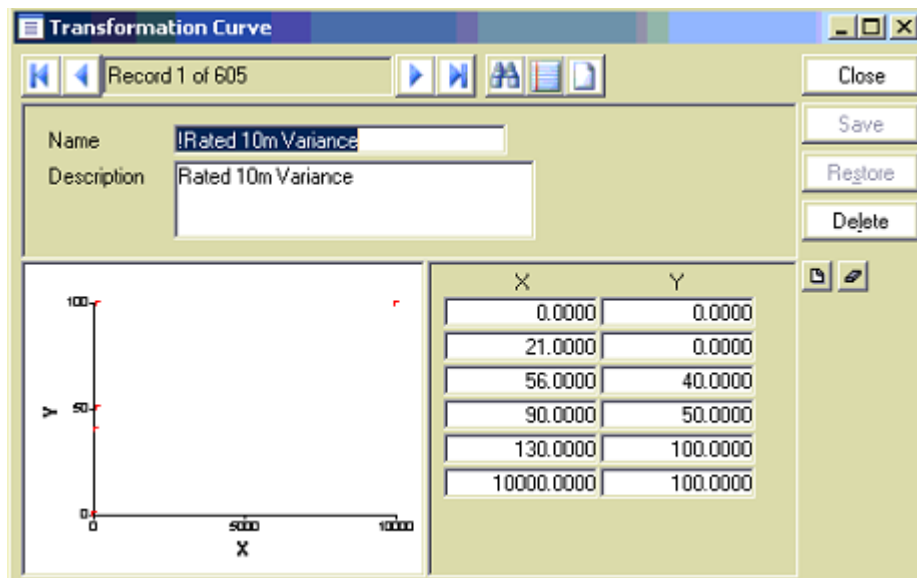 Transformation Curve
Record 1 of 605
Close
Name !Rated 10m Variance
Save
Description Rated 10m Variance
Restore
Delete
X Y
0.0000 0.0000
21.0000 0.0000
56.0000 40.0000
90.0000 50.0000
130.0000 100.0000
10000.0000 100.0000
100
Y 50
0
0 5000 10000
X